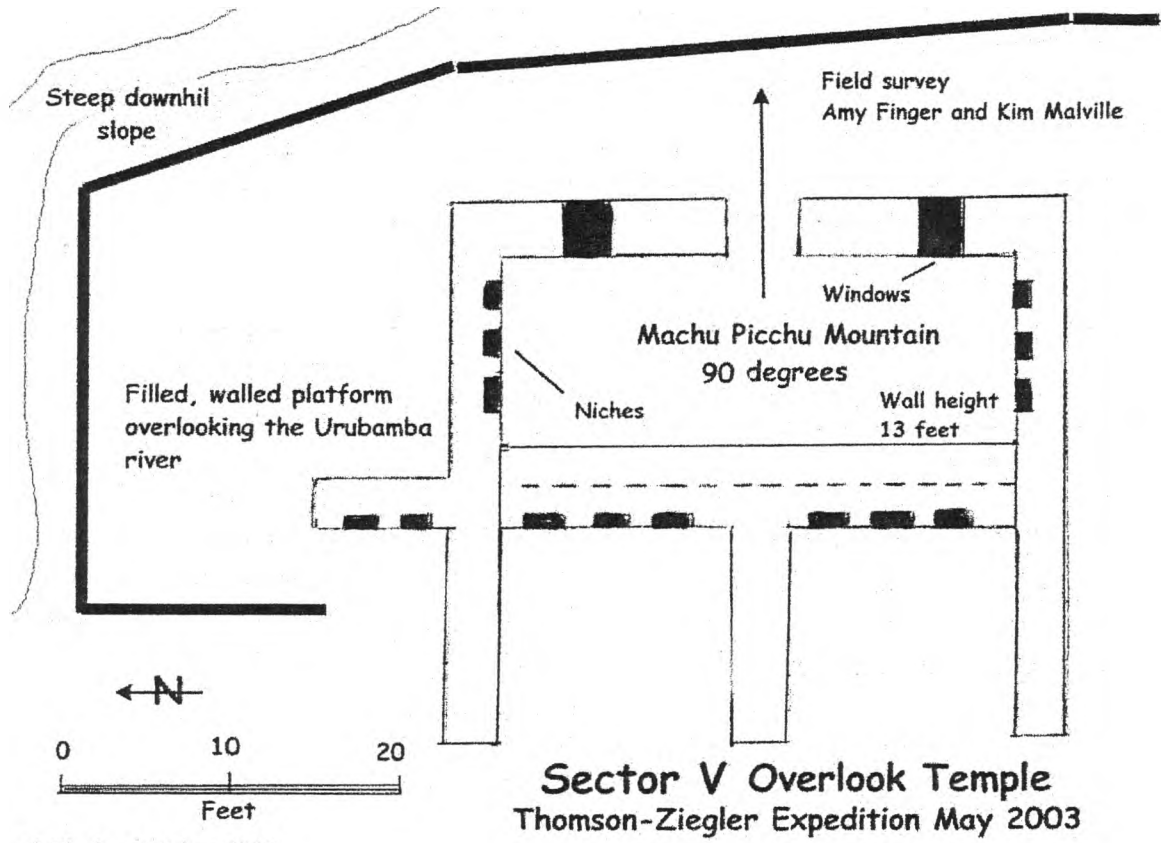 Steep downhil
slope
Field survey
Amy Finger and Kim Malville
Windows
Machu Picchu Mountain
90 degrees
Niches
Wall height
13 feet
Filled, walled platform
overlooking the Urubamba
river
N
0 10 20
Feet
Sector V Overlook Temple
Thomson-Ziegler Expedition May 2003